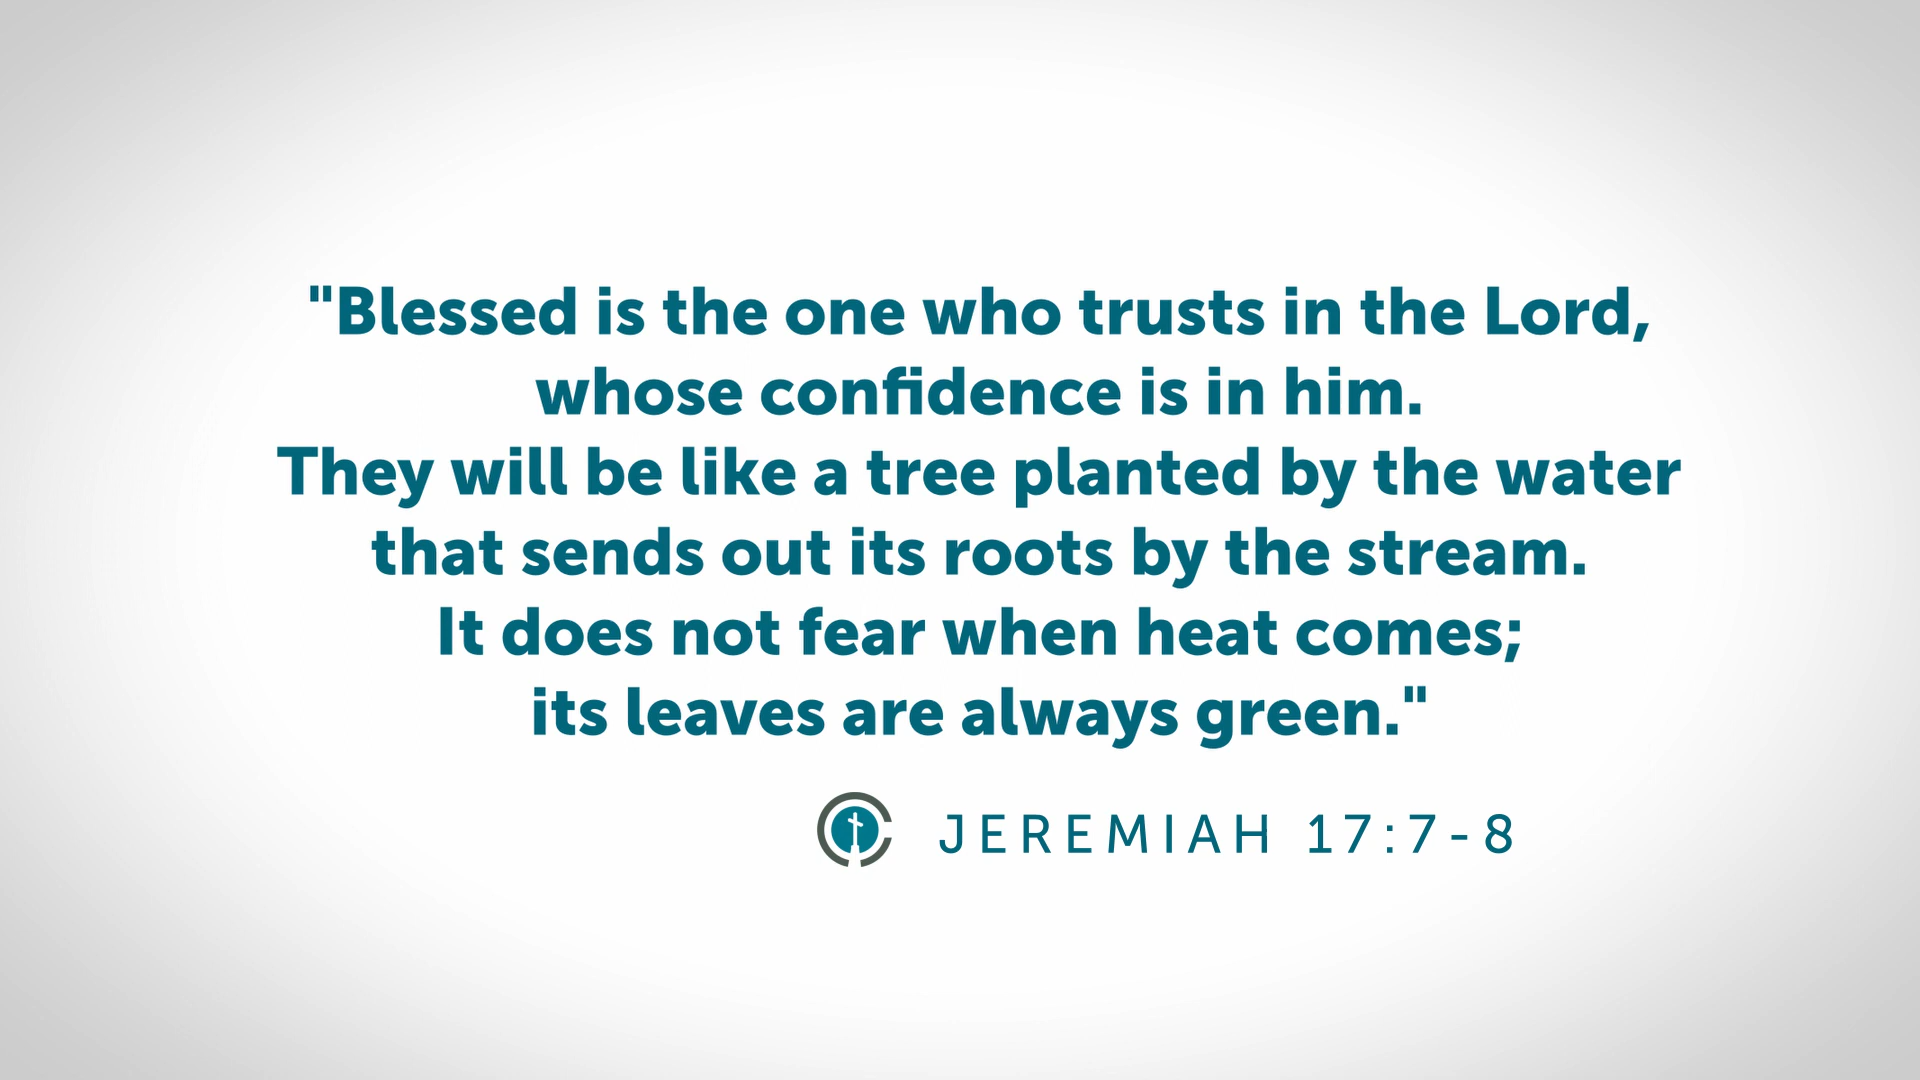 "Blessed is the one who trusts in the Lord,
whose confidence is in him.
They will be like a tree planted by the water
that sends out its roots by the stream.
It does not fear when heat comes;
its leaves are always green."
JEREMIAH 17:7-8